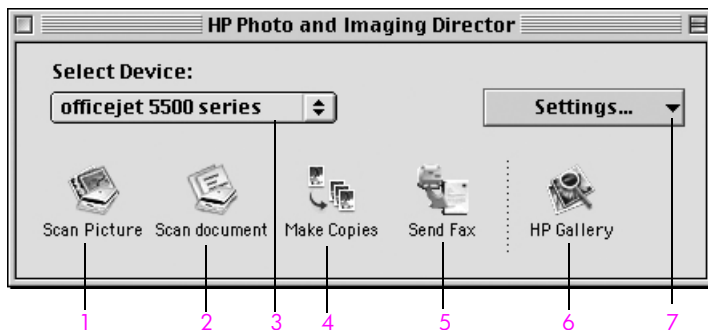 HP Photo and Imaging Director
Select Device:
officejet 5500 series
Settings...
Scan Picture
Scan document
Make Copies
Send Fax
HP Gallery
1 2 3 4 5 6 7